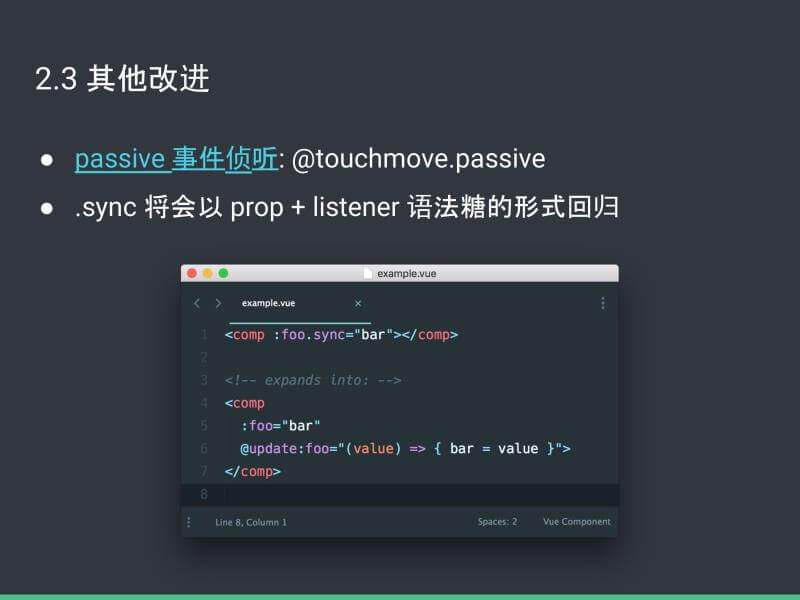 2.3 其他改进
● passive 事件侦听: @touchmove.passive
● .sync 将会以 prop + listener 语法糖的形式回归
example.vue
example.vue ×
1 <comp :foo.sync="bar"></comp>
2
3 <!-- expands into: -->
4 <comp
5 :foo="bar"
6 @update:foo="(value) => { bar = value }">
7 </comp>
8
Line 8, Column 1 Spaces: 2 Vue Component